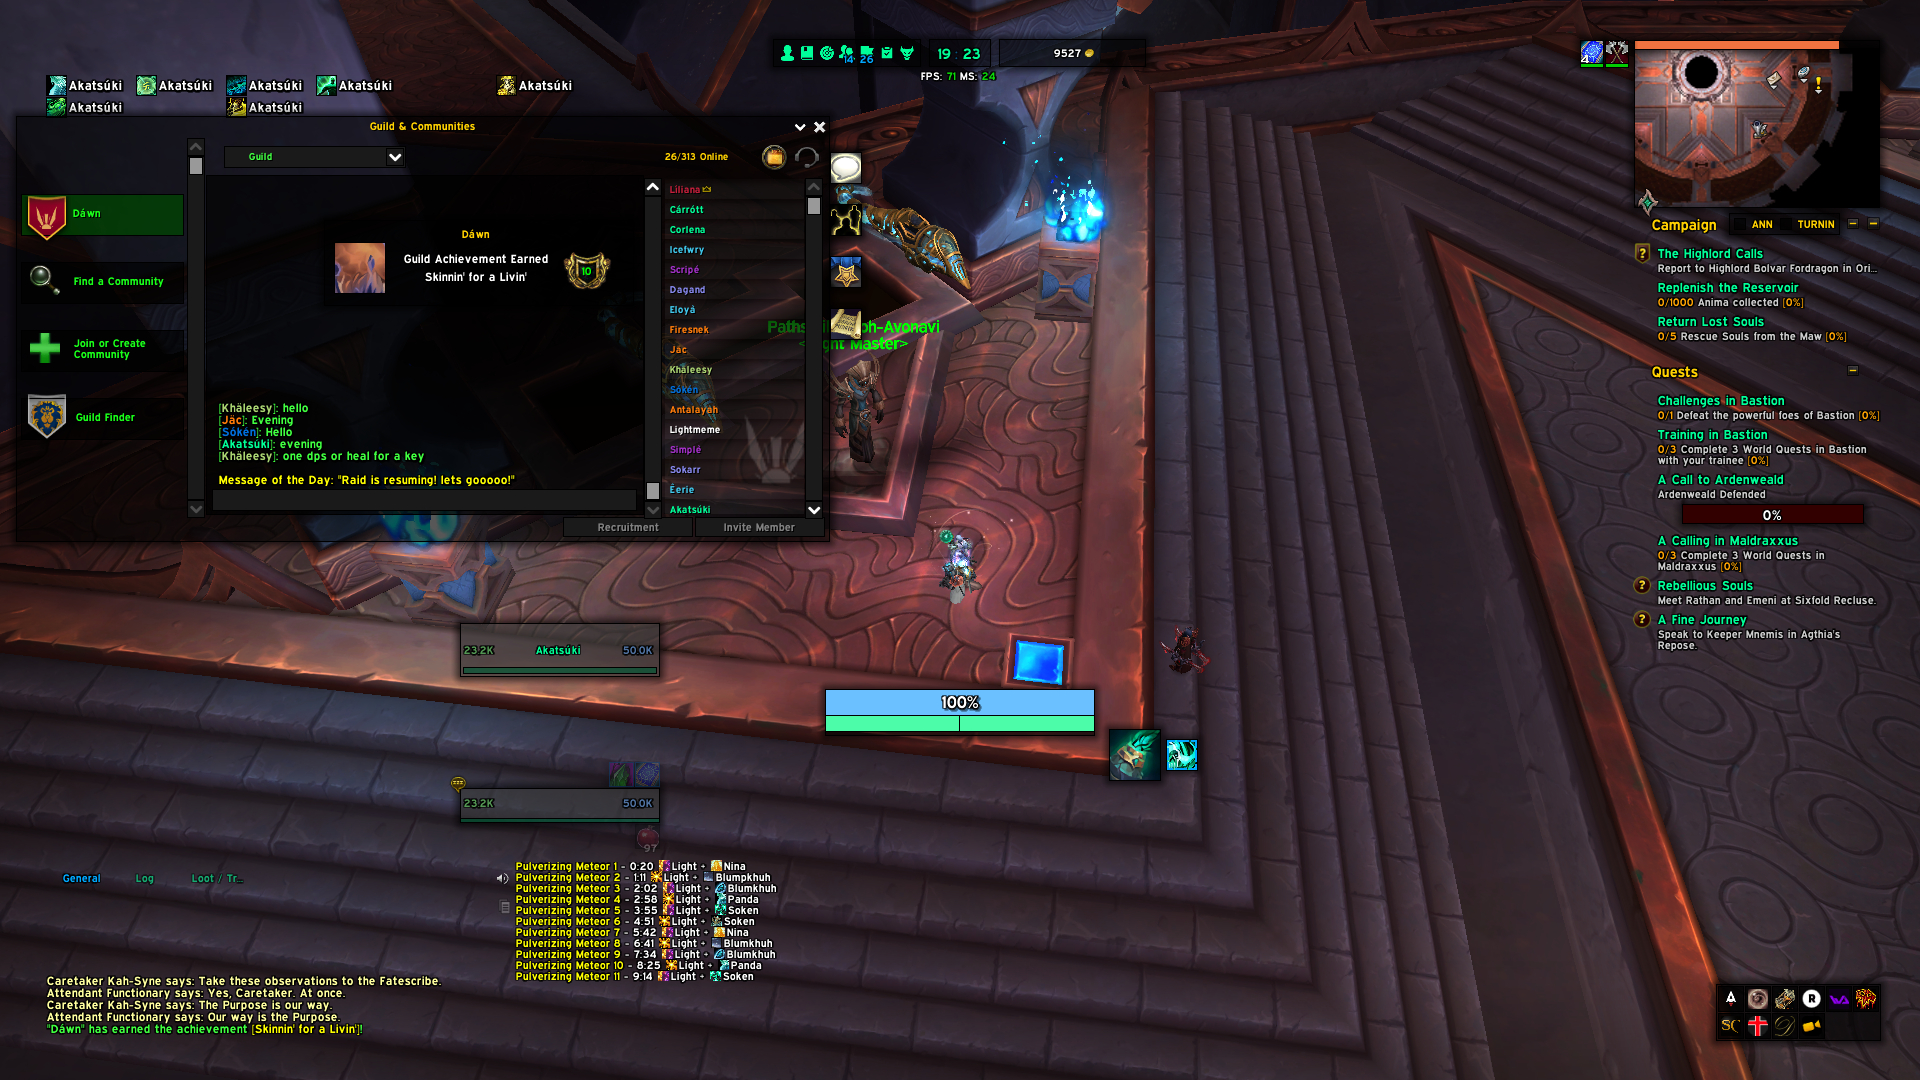 14 26
19 : 23
9527
FPS: 71 MS: 24
4
Akatsúki Akatsúki Akatsúki Akatsúki Akatsúki
Akatsúki Akatsúki
Guild & Communities
Guild
26/313 Online
Dáwn
Find a Community
Join or Create
Community
Guild Finder
Dáwn
Guild Achievement Earned
Skinnin' for a Livin'
10
[Khäleesy]: hello
[Jäc]: Evening
[Sökén]: Hello
[Akatsúki]: evening
[Khäleesy]: one dps or heal for a key
Message of the Day: "Raid is resuming! lets gooooo!"
Liliana
Cárrótt
Corlena
Icefwry
Scripé
Dagand
Eloyá
Firesnek
Jäc
Khäleesy
Sökén
Antalayah
Lightmeme
Simplé
Sokarr
Èerie
Akatsúki
Recruitment
Invite Member
Campaign
ANN
TURNIN
The Highlord Calls
Report to Highlord Bolvar Fordragon in Ori...
Replenish the Reservoir
0/1000 Anima collected [0%]
Return Lost Souls
0/5 Rescue Souls from the Maw [0%]
Quests
Challenges in Bastion
0/1 Defeat the powerful foes of Bastion [0%]
Training in Bastion
0/3 Complete 3 World Quests in Bastion
with your trainee [0%]
A Call to Ardenweald
Ardenweald Defended
0%
A Calling in Maldraxxus
0/3 Complete 3 World Quests in
Maldraxxus [0%]
Rebellious Souls
Meet Rathan and Emeni at Sixfold Recluse.
A Fine Journey
Speak to Keeper Mnemis in Agthia's
Repose.
23.2K Akatsúki 50.0K
100%
23.2K 50.0K
97
Pulverizing Meteor 1 - 0:20 Light + Nina
Pulverizing Meteor 2 - 1:11 Light + Blumpkhuh
Pulverizing Meteor 3 - 2:02 Light + Blumkhuh
Pulverizing Meteor 4 - 2:58 Light + Panda
Pulverizing Meteor 5 - 3:55 Light + Soken
Pulverizing Meteor 6 - 4:51 Light + Soken
Pulverizing Meteor 7 - 5:42 Light + Nina
Pulverizing Meteor 8 - 6:41 Light + Blumkhuh
Pulverizing Meteor 9 - 7:34 Light + Blumkhuh
Pulverizing Meteor 10 - 8:25 Light + Panda
Pulverizing Meteor 11 - 9:14 Light + Soken
General
Log
Loot / Tr...
Caretaker Kah-Syne says: Take these observations to the Fatescribe.
Attendant Functionary says: Yes, Caretaker. At once.
Caretaker Kah-Syne says: The Purpose is our way.
Attendant Functionary says: Our way is the Purpose.
"Dáwn" has earned the achievement [Skinnin' for a Livin']!
R
SC